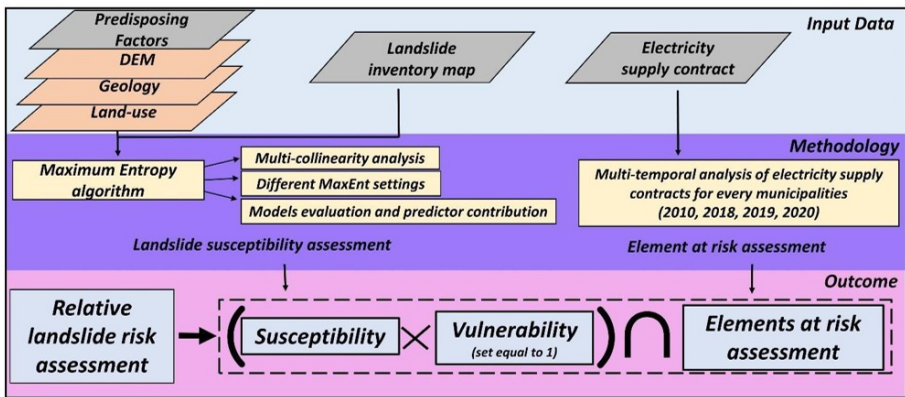 Input Data
Predisposing
Factors
DEM
Geology
Land-use
Landslide
inventory map
Electricity
supply contract
Methodology
Maximum Entropy
algorithm
Multi-collinearity analysis
Different MaxEnt settings
Models evaluation and predictor contribution
Multi-temporal analysis of electricity supply
contracts for every municipalities
(2010, 2018, 2019, 2020)
Landslide susceptibility assessment
Element at risk assessment
Outcome
Relative
landslide risk
assessment
(
Susceptibility
×
Vulnerability
(set equal to 1)
)
∩
Elements at risk
assessment